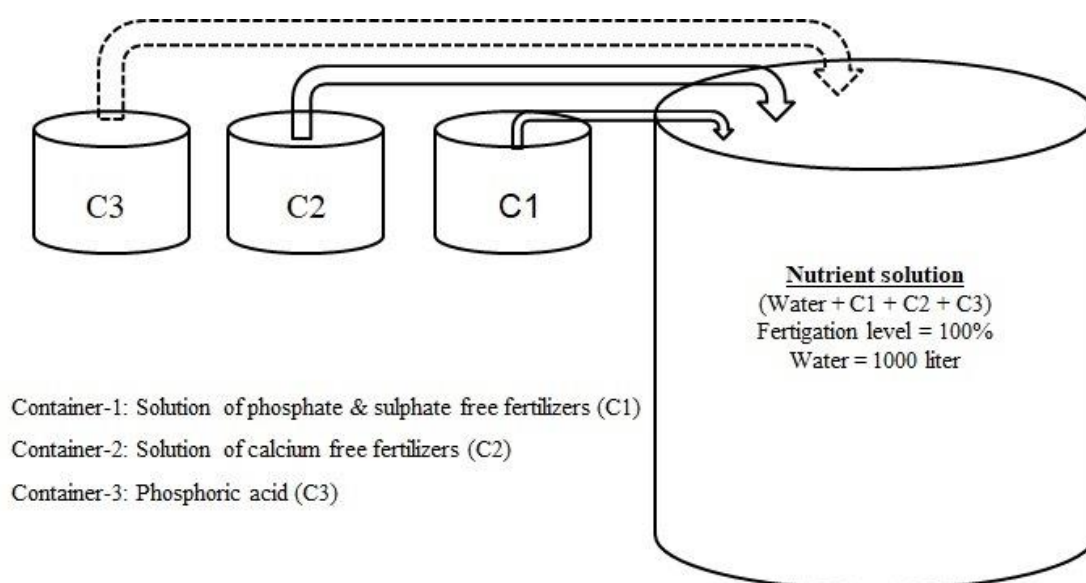 C3
C2
C1
Nutrient solution
(Water + C1 + C2 + C3)
Fertigation level = 100%
Water = 1000 liter
Container-1: Solution of phosphate & sulphate free fertilizers (C1)
Container-2: Solution of calcium free fertilizers (C2)
Container-3: Phosphoric acid (C3)